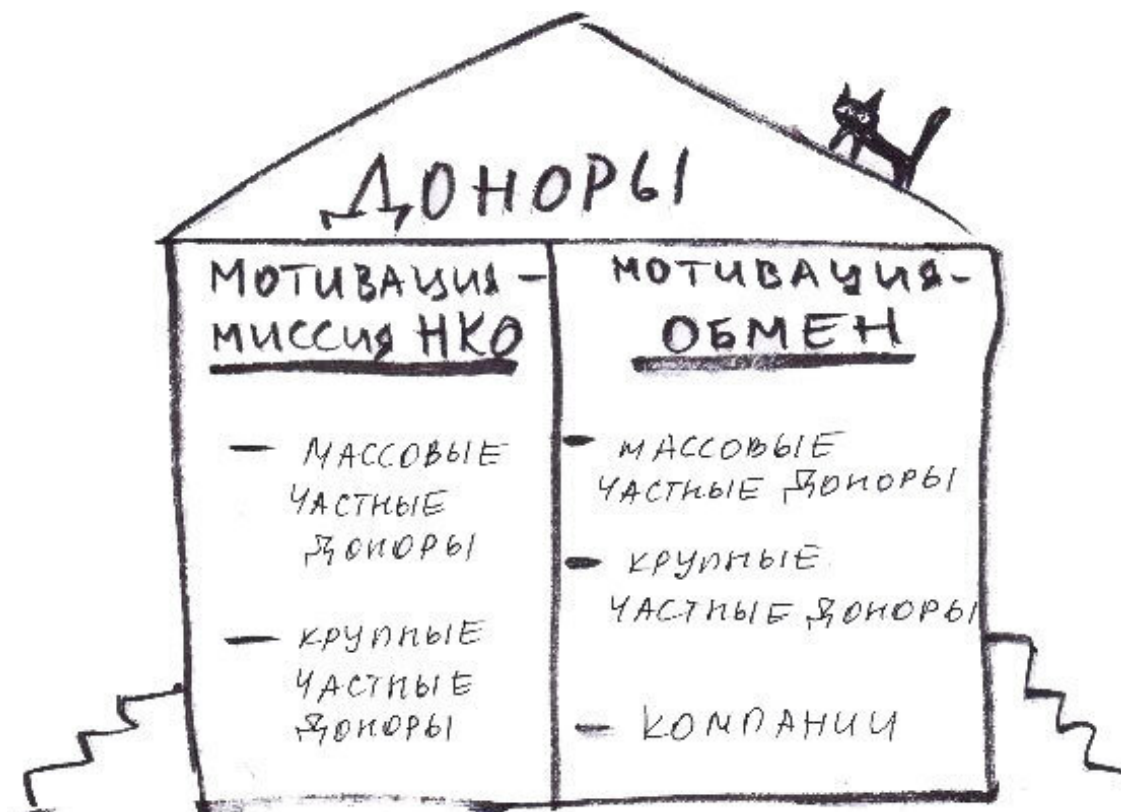 ДОНОРЫ
МОТИВАЦИЯ -
МИССИЯ НКО
— МАССОВЫЕ
ЧАСТНЫЕ
ДОНОРЫ
— КРУПНЫЕ
ЧАСТНЫЕ
ДОНОРЫ
МОТИВАЦИЯ-
ОБМЕН
- МАССОВЫЕ
ЧАСТНЫЕ ДОНОРЫ
- КРУПНЫЕ
ЧАСТНЫЕ ДОНОРЫ
- КОМПАНИИ